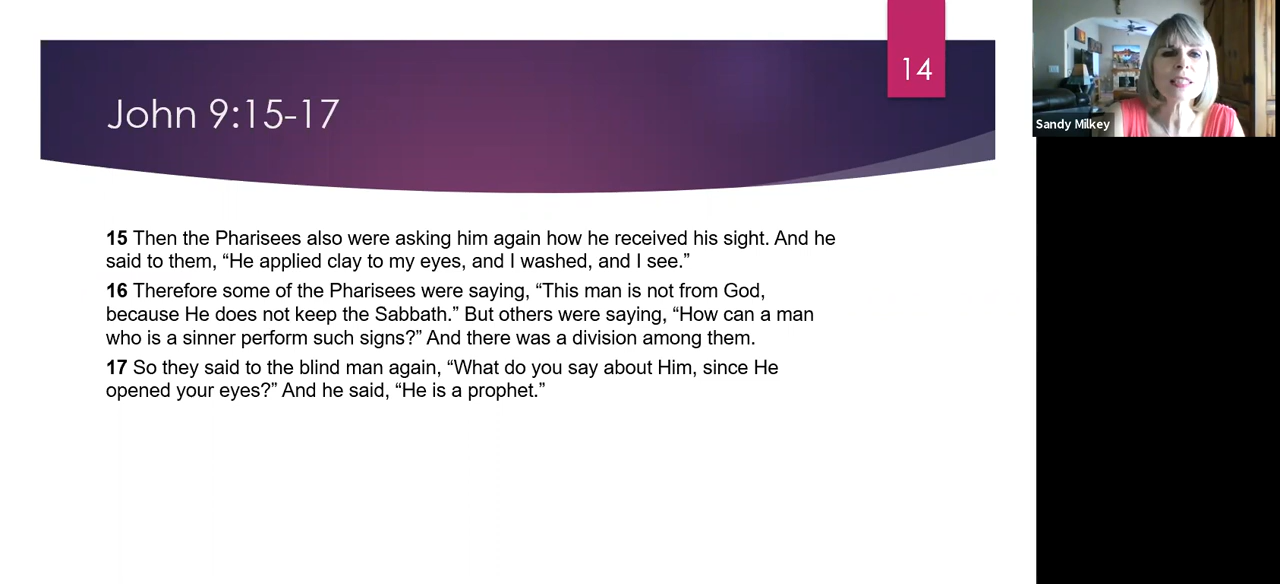 14
John 9:15-17
Sandy Milkey
15 Then the Pharisees also were asking him again how he received his sight. And he
said to them, “He applied clay to my eyes, and I washed, and I see.”
16 Therefore some of the Pharisees were saying, “This man is not from God,
because He does not keep the Sabbath.” But others were saying, “How can a man
who is a sinner perform such signs?” And there was a division among them.
17 So they said to the blind man again, “What do you say about Him, since He
opened your eyes?” And he said, “He is a prophet.”